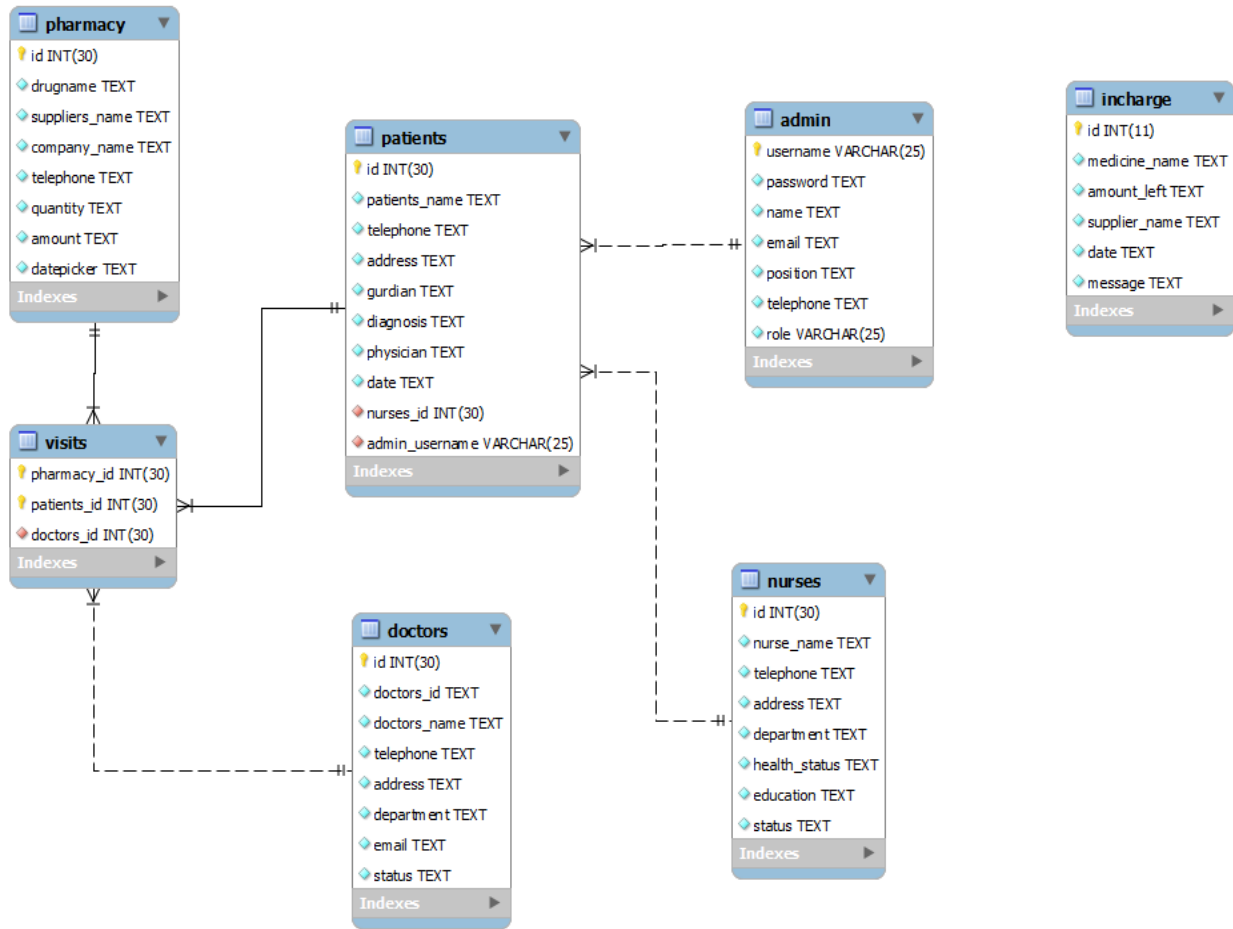 pharmacy
id INT(30)
drugname TEXT
suppliers_name TEXT
company_name TEXT
telephone TEXT
quantity TEXT
amount TEXT
datepicker TEXT
Indexes
patients
id INT(30)
patients_name TEXT
telephone TEXT
address TEXT
gurdian TEXT
diagnosis TEXT
physician TEXT
date TEXT
nurses_id INT(30)
admin_username VARCHAR(25)
Indexes
admin
username VARCHAR(25)
password TEXT
name TEXT
email TEXT
position TEXT
telephone TEXT
role VARCHAR(25)
Indexes
incharge
id INT(11)
medicine_name TEXT
amount_left TEXT
supplier_name TEXT
date TEXT
message TEXT
Indexes
visits
pharmacy_id INT(30)
patients_id INT(30)
doctors_id INT(30)
Indexes
doctors
id INT(30)
doctors_id TEXT
doctors_name TEXT
telephone TEXT
address TEXT
department TEXT
email TEXT
status TEXT
Indexes
nurses
id INT(30)
nurse_name TEXT
telephone TEXT
address TEXT
department TEXT
health_status TEXT
education TEXT
status TEXT
Indexes